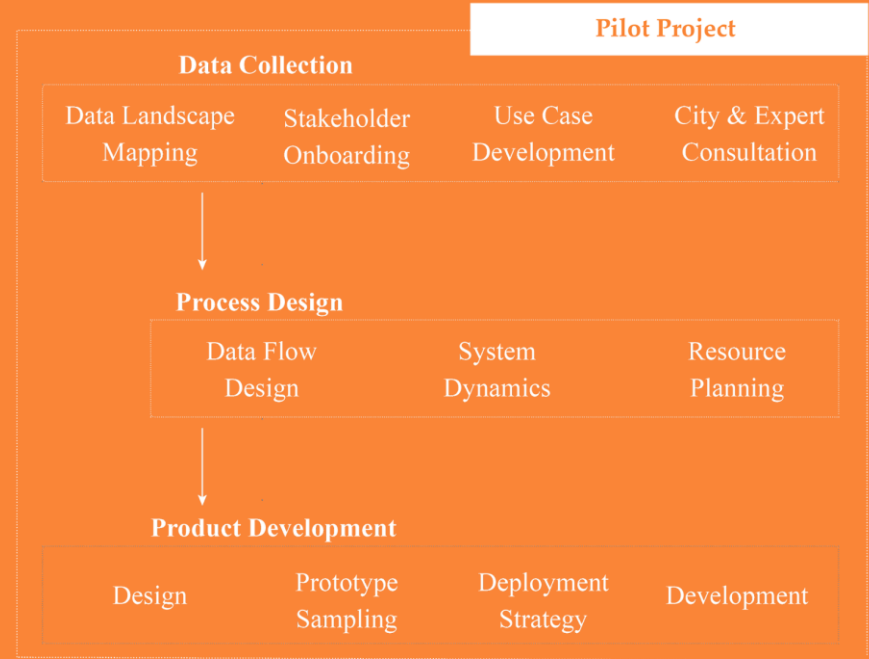 Pilot Project
Data Collection
Data Landscape
Mapping
Stakeholder
Onboarding
Use Case
Development
City & Expert
Consultation
Process Design
Data Flow
Design
System
Dynamics
Resource
Planning
Product Development
Design
Prototype
Sampling
Deployment
Strategy
Development